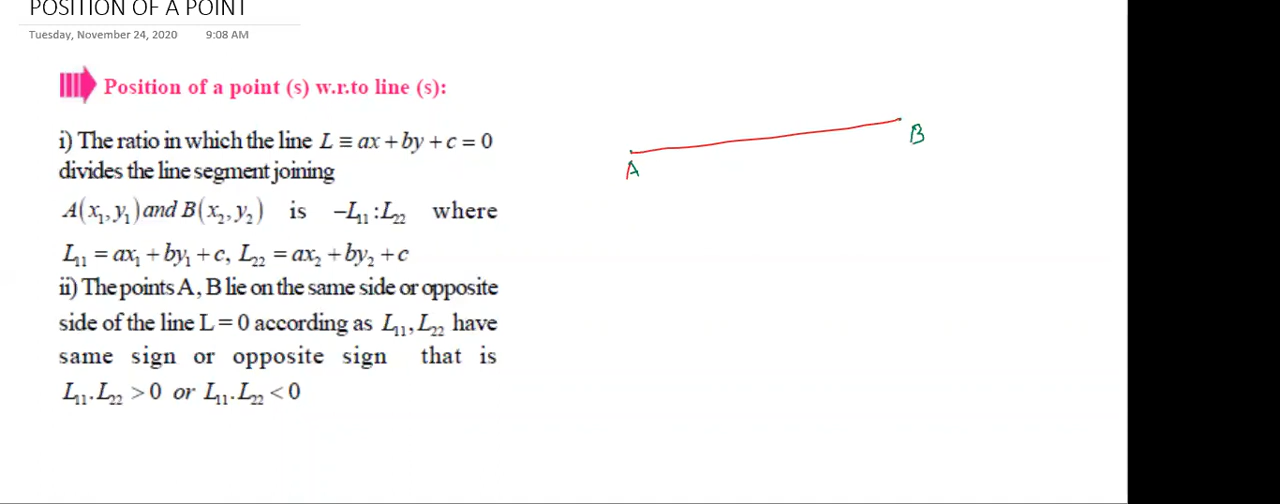 POSITION OF A POINT
Tuesday, November 24, 2020 9:08 AM
Position of a point (s) w.r.to line (s):
i) The ratio in which the line L ≡ ax + by + c = 0
divides the line segment joining
A(x₁, y₁) and B(x₂, y₂) is −L₁₁ : L₂₂ where
L₁₁ = ax₁ + by₁ + c, L₂₂ = ax₂ + by₂ + c
ii) The points A, B lie on the same side or opposite
side of the line L = 0 according as L₁₁, L₂₂ have
same sign or opposite sign that is
L₁₁.L₂₂ > 0 or L₁₁.L₂₂ < 0
A
B